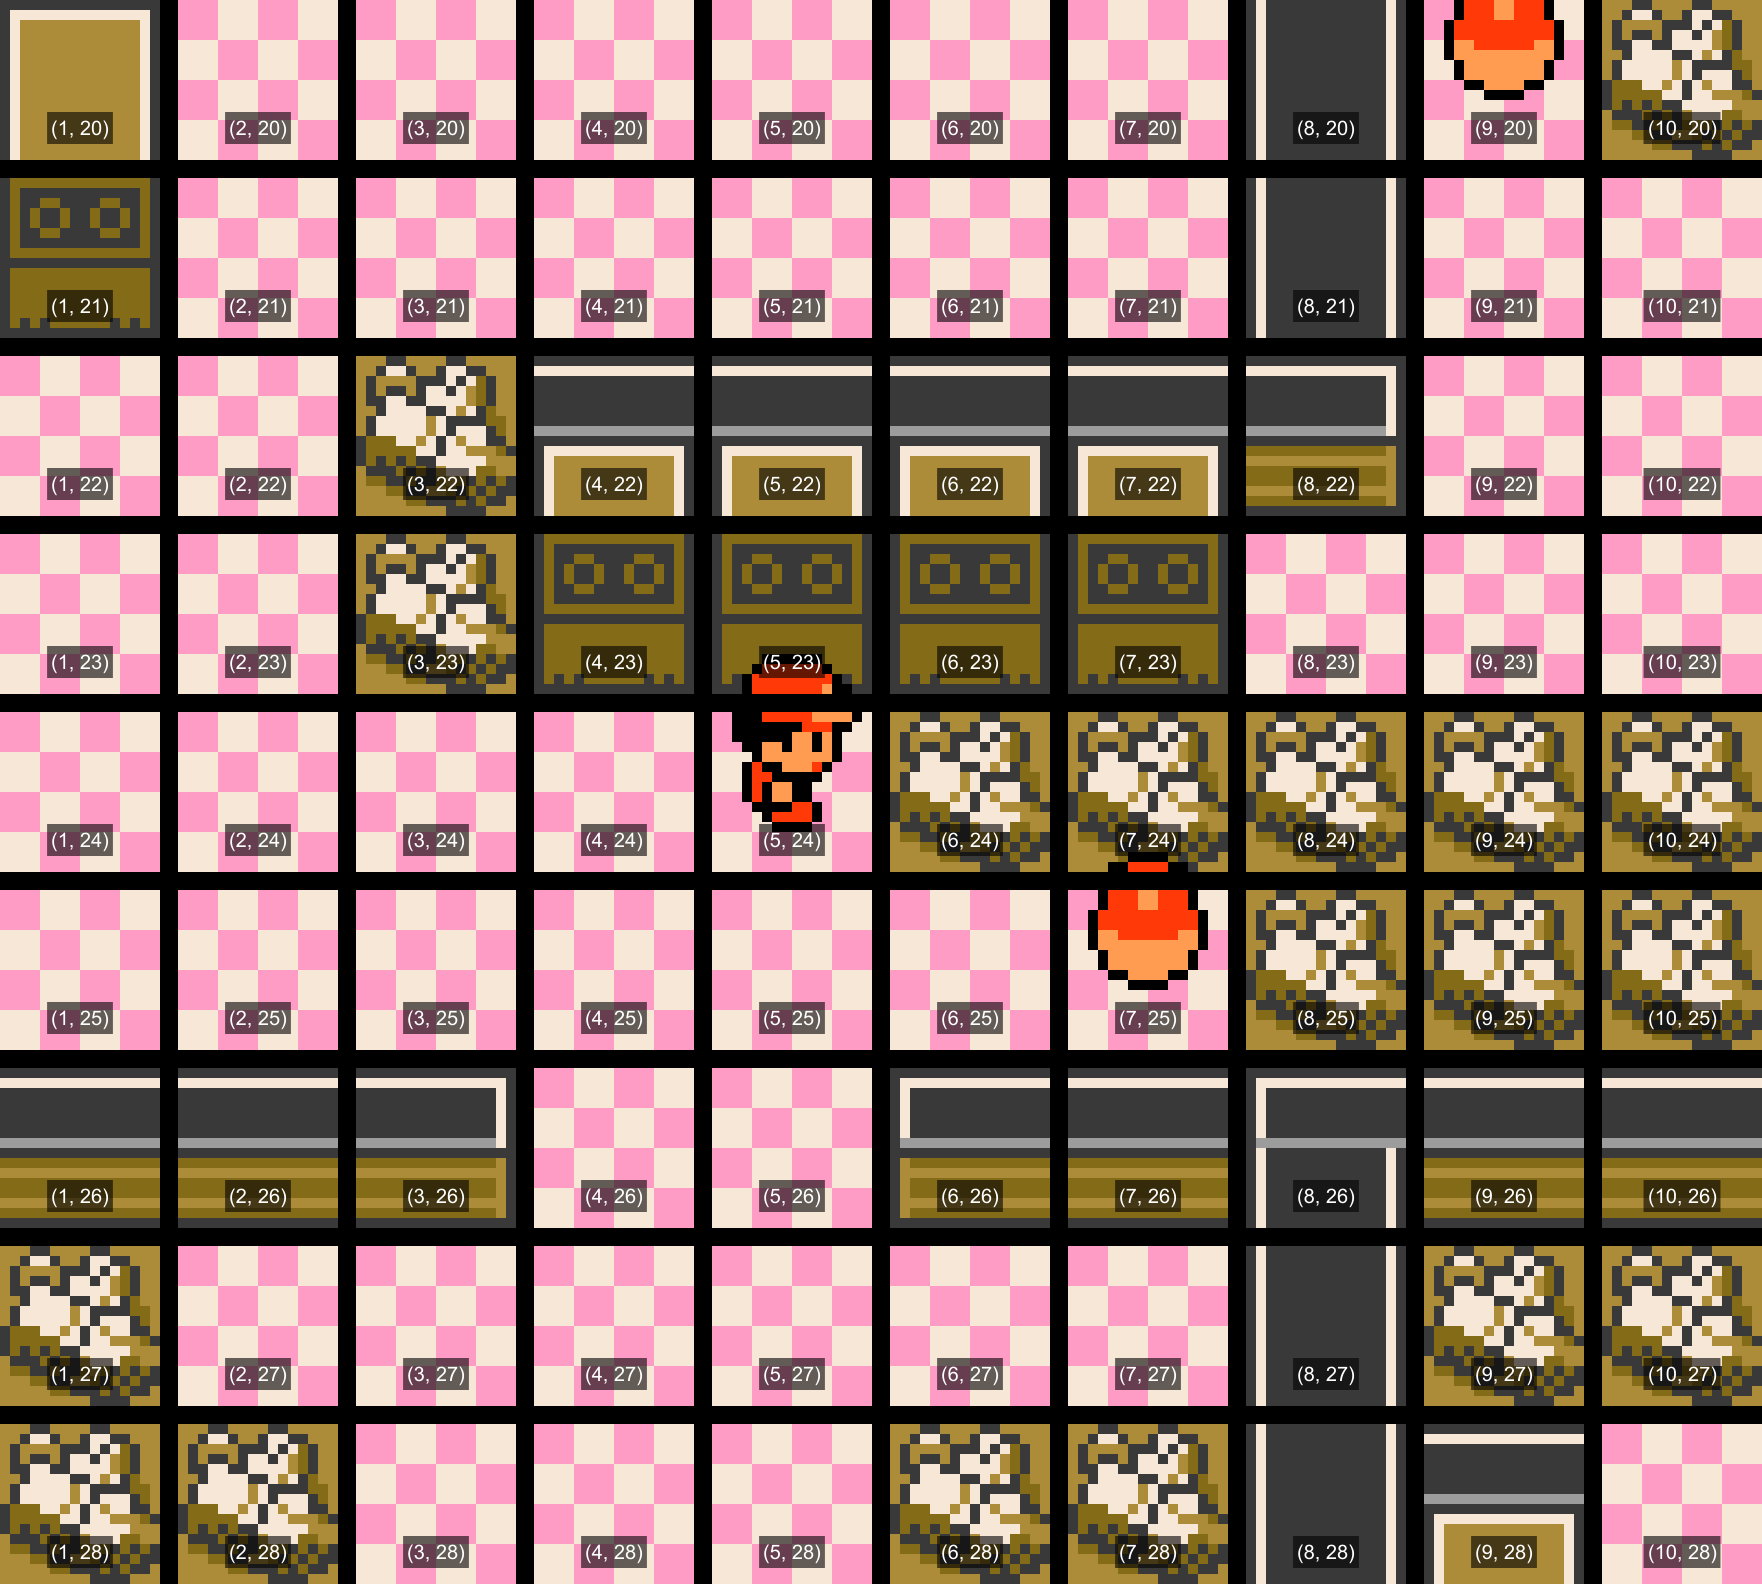 (1, 20) (2, 20) (3, 20) (4, 20) (5, 20) (6, 20) (7, 20) (8, 20) (9, 20) (10, 20)
(1, 21) (2, 21) (3, 21) (4, 21) (5, 21) (6, 21) (7, 21) (8, 21) (9, 21) (10, 21)
(1, 22) (2, 22) (3, 22) (4, 22) (5, 22) (6, 22) (7, 22) (8, 22) (9, 22) (10, 22)
(1, 23) (2, 23) (3, 23) (4, 23) (5, 23) (6, 23) (7, 23) (8, 23) (9, 23) (10, 23)
(1, 24) (2, 24) (3, 24) (4, 24) (5, 24) (6, 24) (7, 24) (8, 24) (9, 24) (10, 24)
(1, 25) (2, 25) (3, 25) (4, 25) (5, 25) (6, 25) (7, 25) (8, 25) (9, 25) (10, 25)
(1, 26) (2, 26) (3, 26) (4, 26) (5, 26) (6, 26) (7, 26) (8, 26) (9, 26) (10, 26)
(1, 27) (2, 27) (3, 27) (4, 27) (5, 27) (6, 27) (7, 27) (8, 27) (9, 27) (10, 27)
(1, 28) (2, 28) (3, 28) (4, 28) (5, 28) (6, 28) (7, 28) (8, 28) (9, 28) (10, 28)